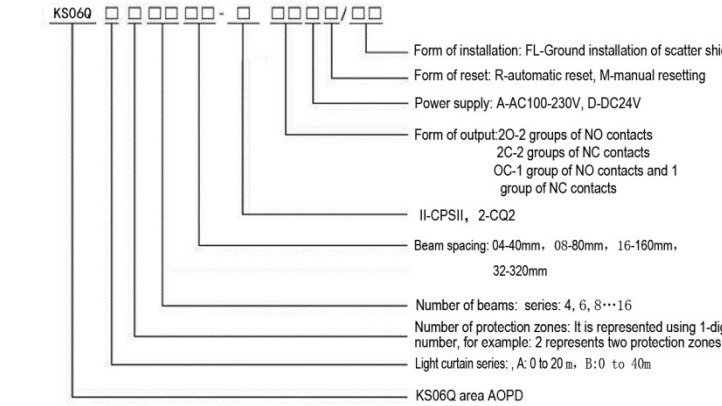 KS06Q □ □ □□ □□ - □ □□□□/□□
Form of installation: FL-Ground installation of scatter
Form of reset: R-automatic reset, M-manual resetting
Power supply: A-AC100-230V, D-DC24V
Form of output:2O-2 groups of NO contacts
2C-2 groups of NC contacts
OC-1 group of NO contacts and 1
group of NC contacts
II-CPSII, 2-CQ2
Beam spacing: 04-40mm, 08-80mm, 16-160mm,
32-320mm
Number of beams: series: 4, 6, 8···16
Number of protection zones: It is represented using
number, for example: 2 represents two protection zones
Light curtain series: , A: 0 to 20 m, B:0 to 40m
KS06Q area AOPD